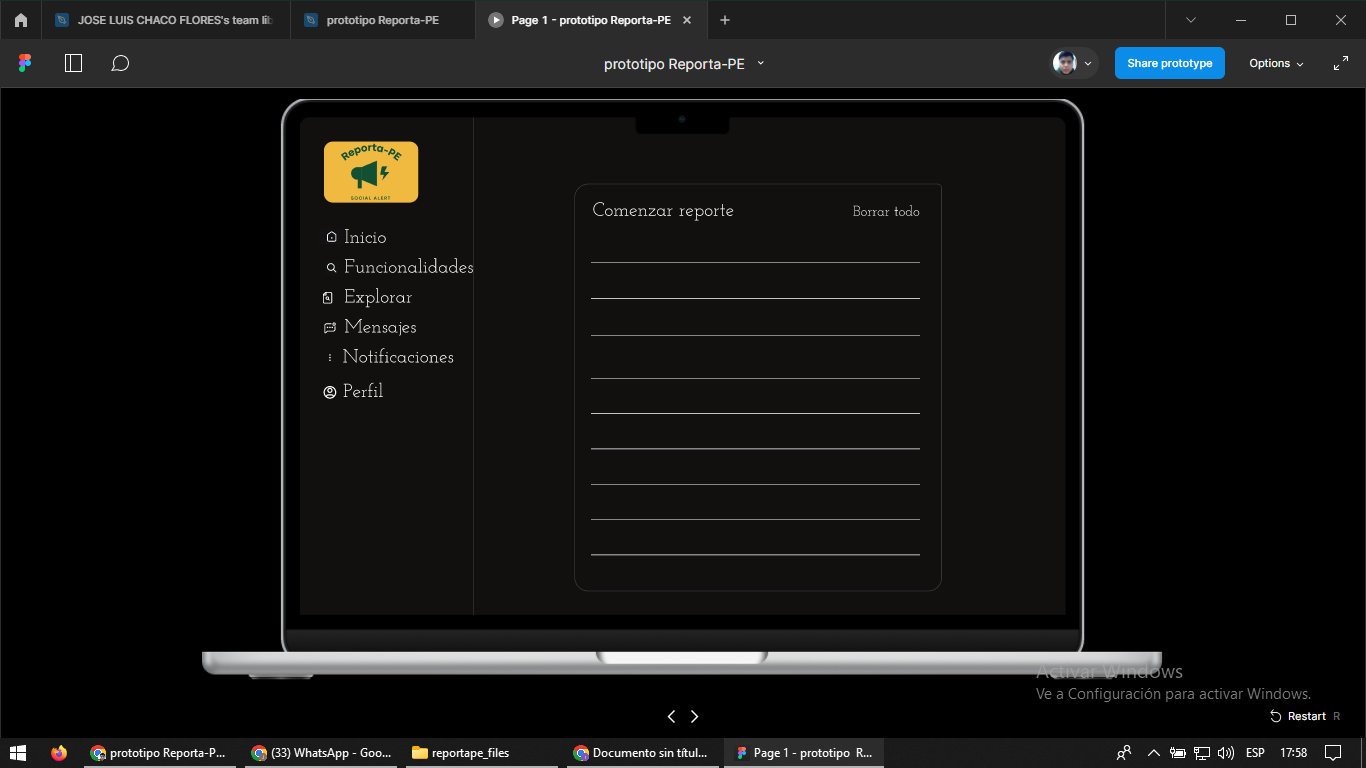 JOSE LUIS CHACO FLORES's team lib
prototipo Reporta-PE
Page 1 - prototipo Reporta-PE
prototipo Reporta-PE
Share prototype
Options
Reporta-PE
SOCIAL ALERT
Inicio
Funcionalidades
Explorar
Mensajes
Notificaciones
Perfil
Comenzar reporte
Borrar todo
Activar Windows
Ve a Configuración para activar Windows.
Restart R
prototipo Reporta-P...
(33) WhatsApp - Goo...
reportape_files
Documento sin títul...
Page 1 - prototipo R...
ESP
17:58